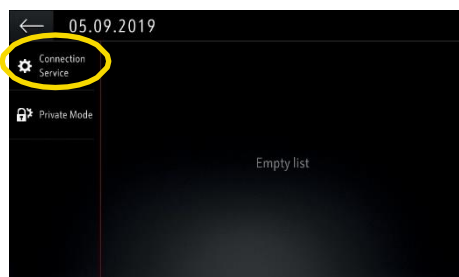 05.09.2019
Connection
Service
Private Mode
Empty list